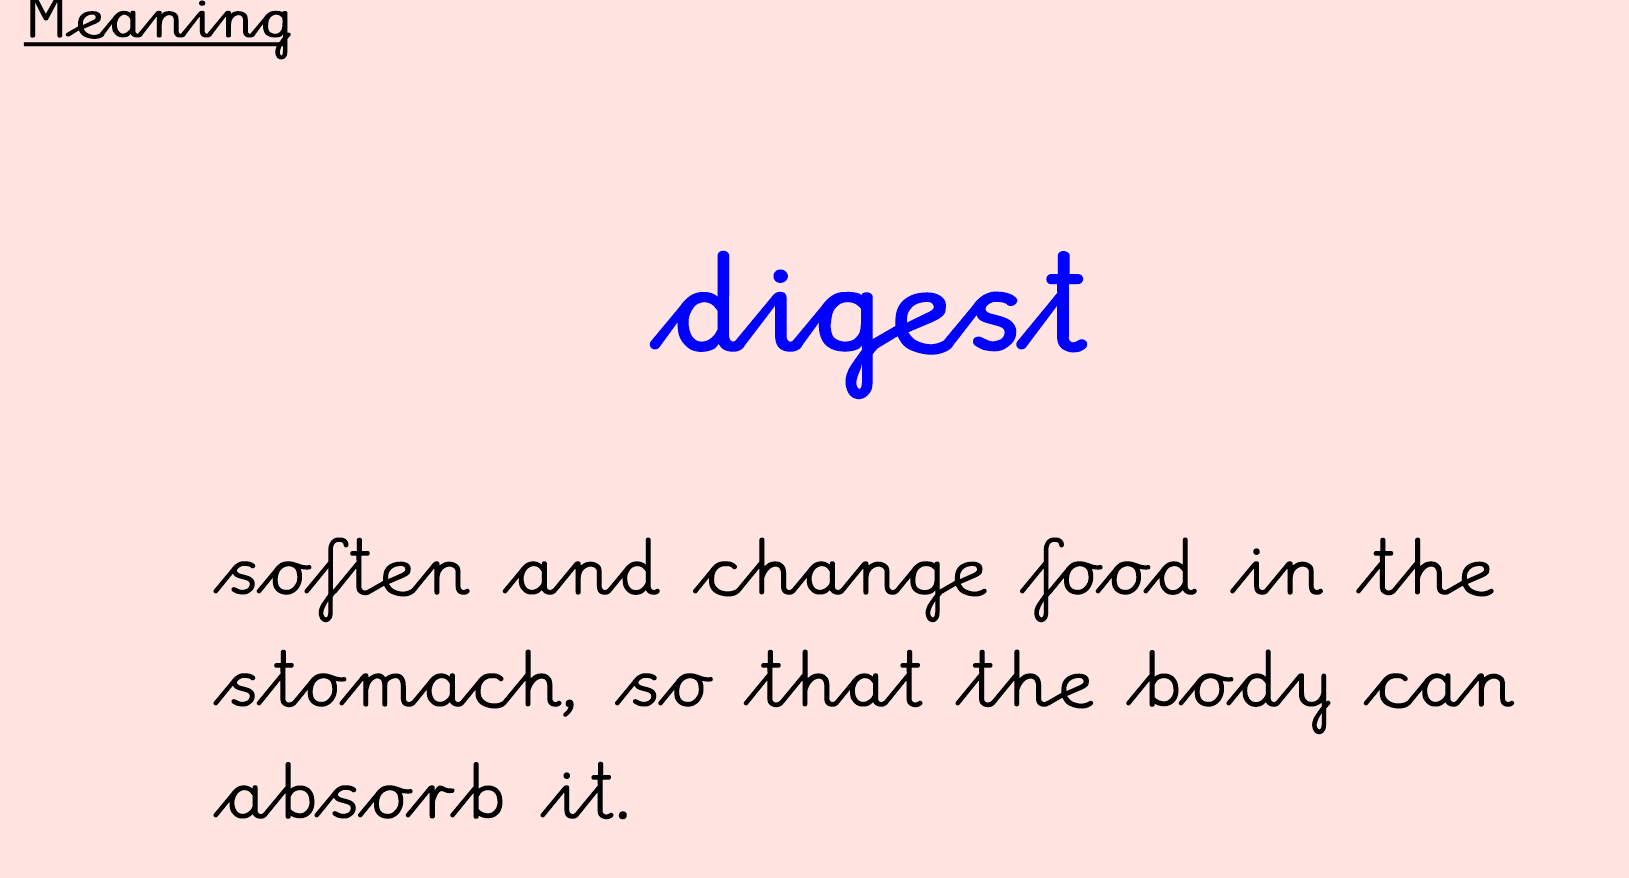 Meaning
digest
soften and change food in the
stomach, so that the body can
absorb it.